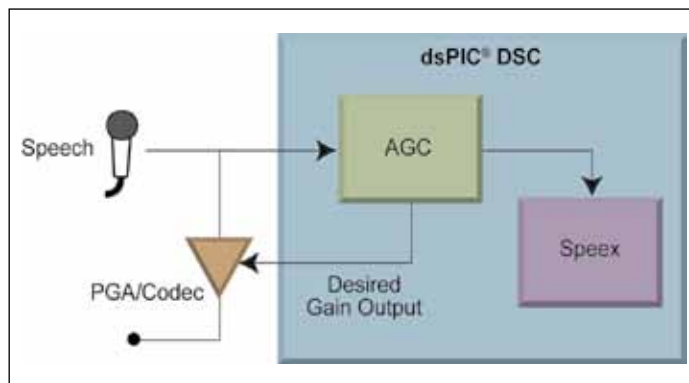 dsPIC® DSC
Speech
AGC
Speex
PGA/Codec
Desired
Gain Output